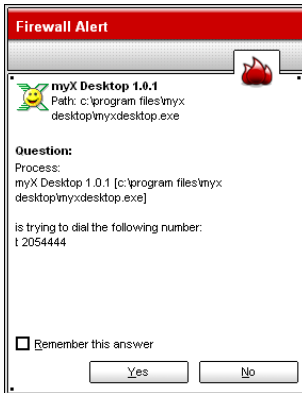 Firewall Alert
myX Desktop 1.0.1
Path: c:\program files\myx
desktop\myxdesktop.exe
Question:
Process:
myX Desktop 1.0.1 [c:\program files\myx
desktop\myxdesktop.exe]
is trying to dial the following number:
t 2054444
Remember this answer
Yes
No